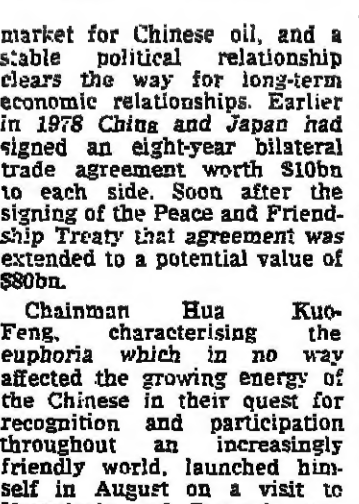 market for Chinese oil, and a
stable political relationship
clears the way for long-term
economic relationships. Earlier
in 1978 China and Japan had
signed an eight-year bilateral
trade agreement worth $10bn
to each side. Soon after the
signing of the Peace and Friend-
ship Treaty that agreement was
extended to a potential value of
$80bn.
Chainman Hua Kuo-
Feng, characterising the
euphoria which in no way
affected the growing energy of
the Chinese in their quest for
recognition and participation
throughout an increasingly
friendly world, launched him-
self in August on a visit to